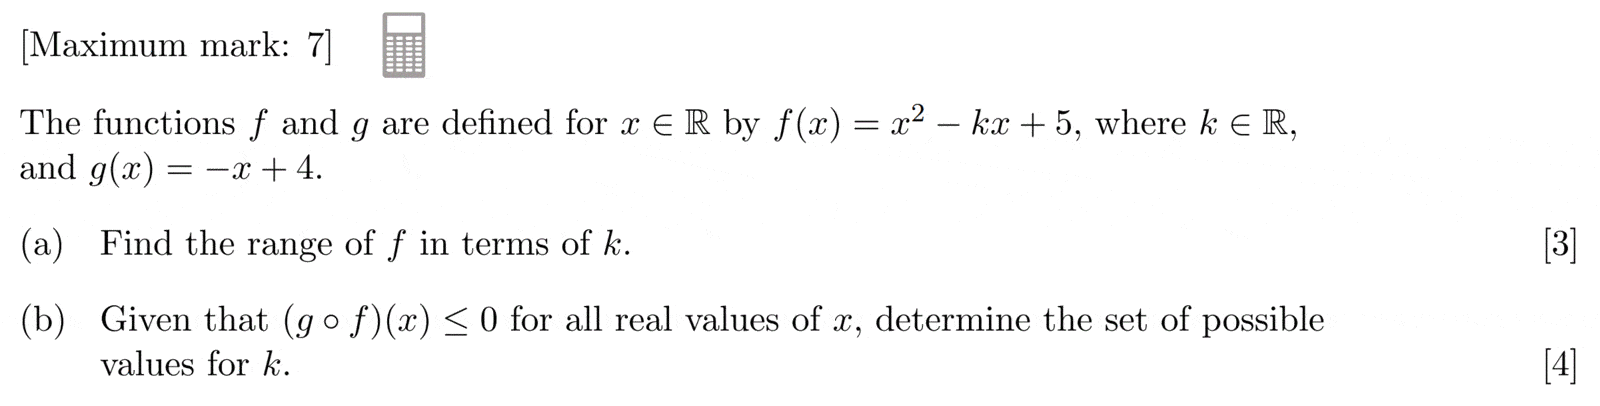 [Maximum mark: 7]
The functions f and g are defined for x ∈ ℝ by f(x) = x² − kx + 5, where k ∈ ℝ,
and g(x) = −x + 4.
(a) Find the range of f in terms of k. [3]
(b) Given that (g ∘ f)(x) ≤ 0 for all real values of x, determine the set of possible
values for k. [4]